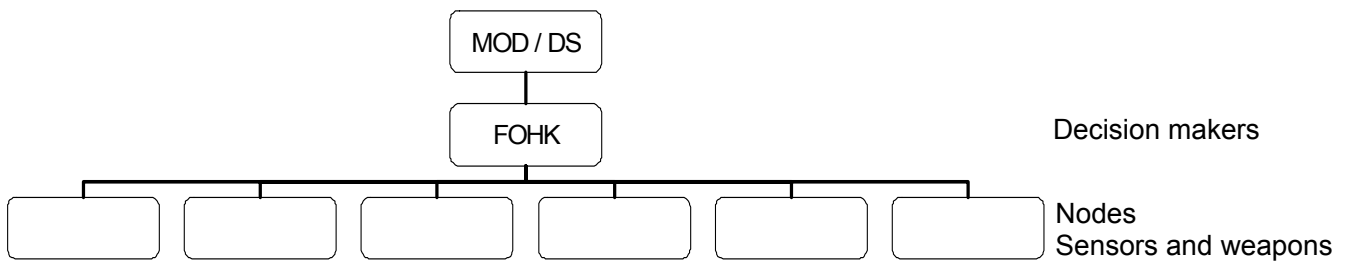 MOD / DS
FOHK
Decision makers
Nodes
Sensors and weapons